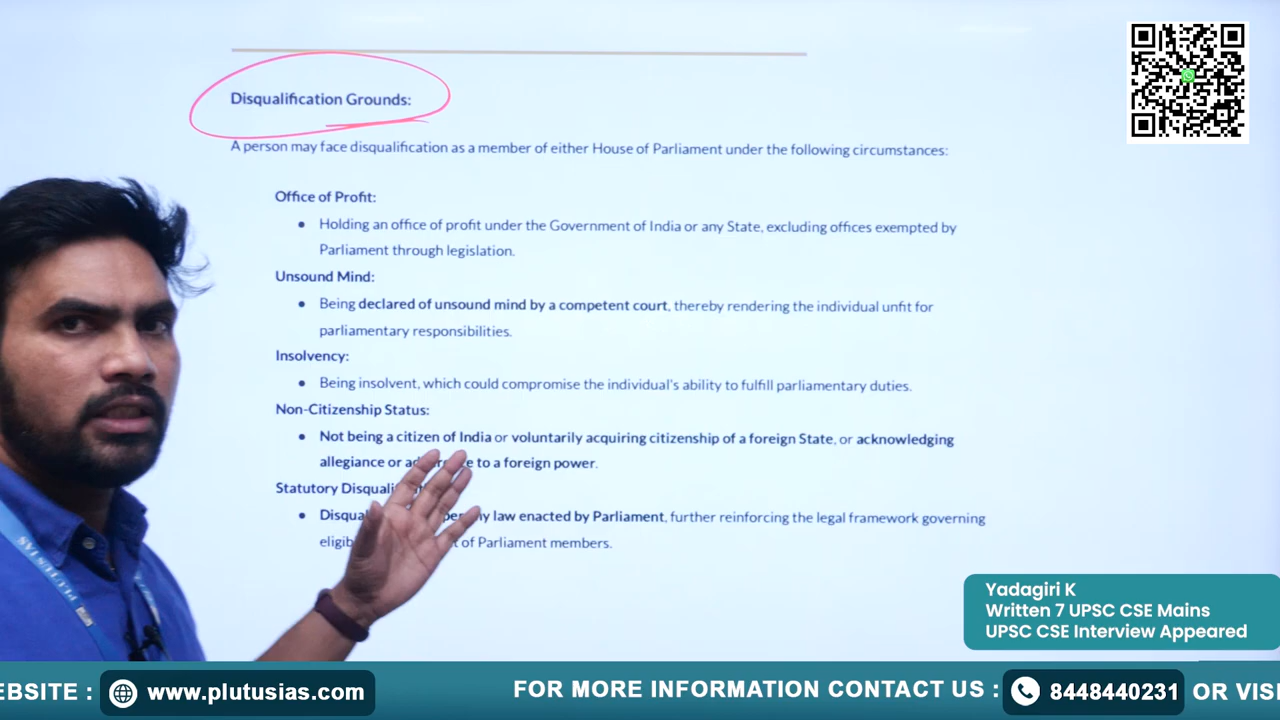 Disqualification Grounds:
A person may face disqualification as a member of either House of Parliament under the following circumstances:
Office of Profit:
• Holding an office of profit under the Government of India or any State, excluding offices exempted by
Parliament through legislation.
Unsound Mind:
• Being declared of unsound mind by a competent court, thereby rendering the individual unfit for
parliamentary responsibilities.
Insolvency:
• Being insolvent, which could compromise the individual's ability to fulfill parliamentary duties.
Non-Citizenship Status:
• Not being a citizen of India or voluntarily acquiring citizenship of a foreign State, or acknowledging
allegiance or to a foreign power.
Statutory
• law enacted by Parliament, further reinforcing the legal framework governing
of Parliament members.
PLUTUS IAS
Yadagiri K
Written 7 UPSC CSE Mains
UPSC CSE Interview Appeared
EBSITE : www.plutusias.com FOR MORE INFORMATION CONTACT US : 8448440231 OR VISI